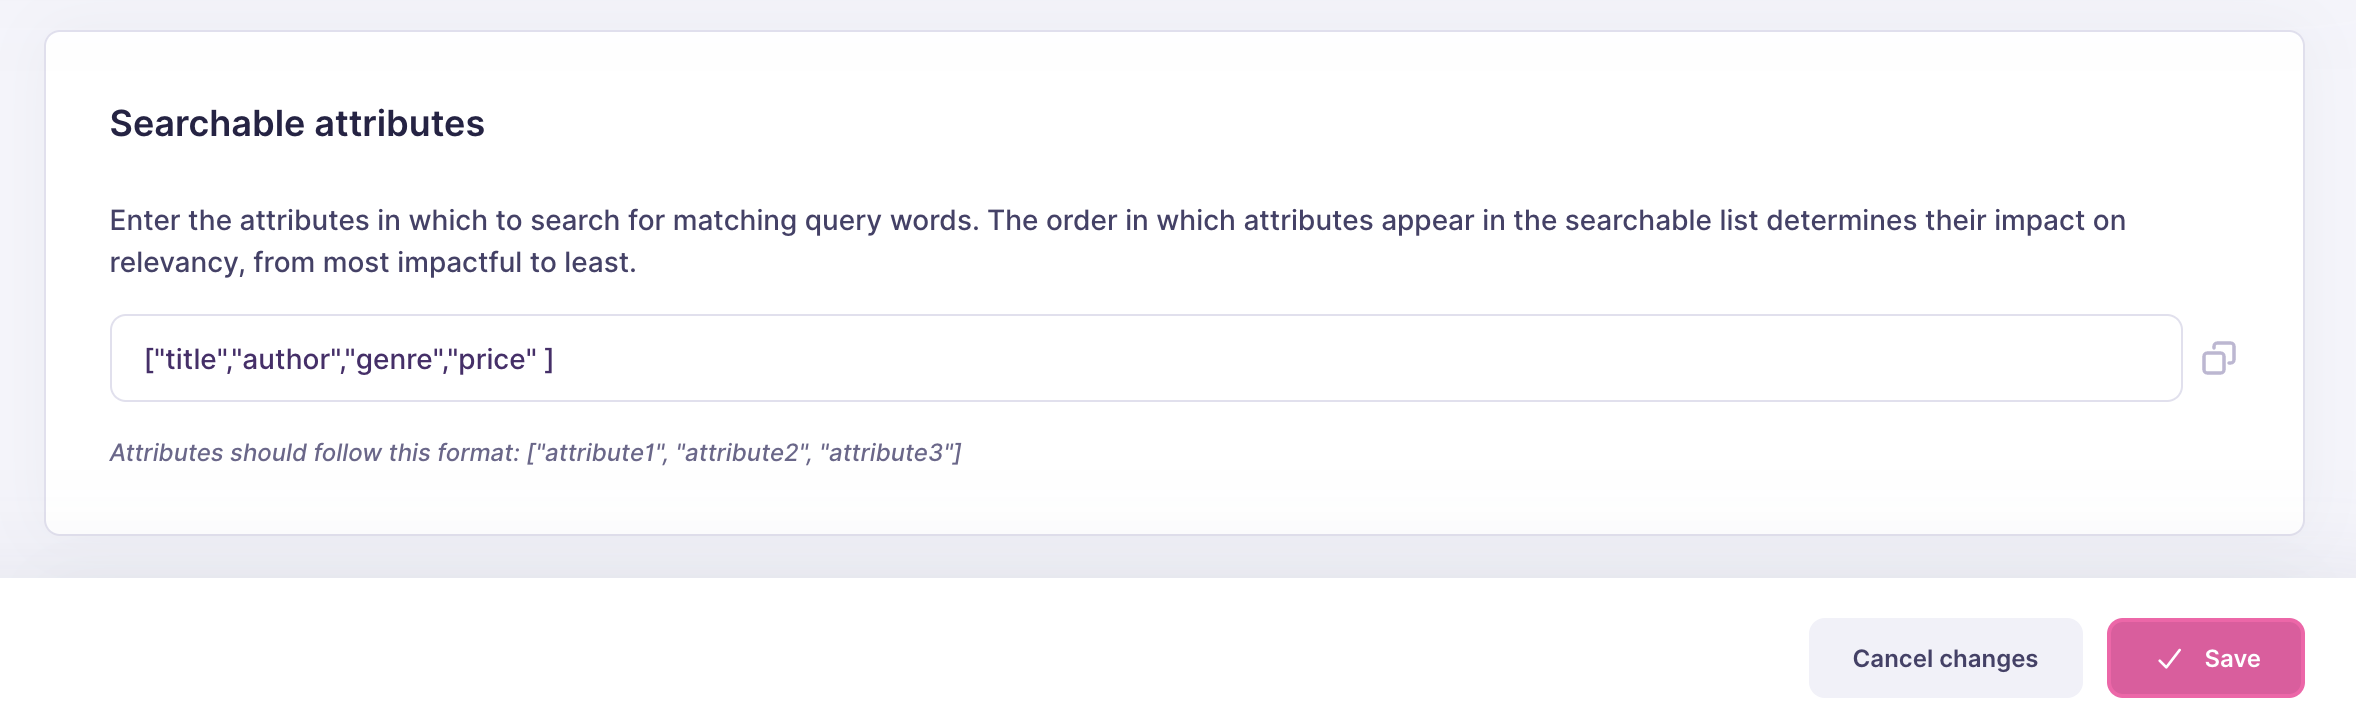 Searchable attributes
Enter the attributes in which to search for matching query words. The order in which attributes appear in the searchable list determines their impact on
relevancy, from most impactful to least.
["title","author","genre","price" ]
Attributes should follow this format: ["attribute1", "attribute2", "attribute3"]
Cancel changes
Save